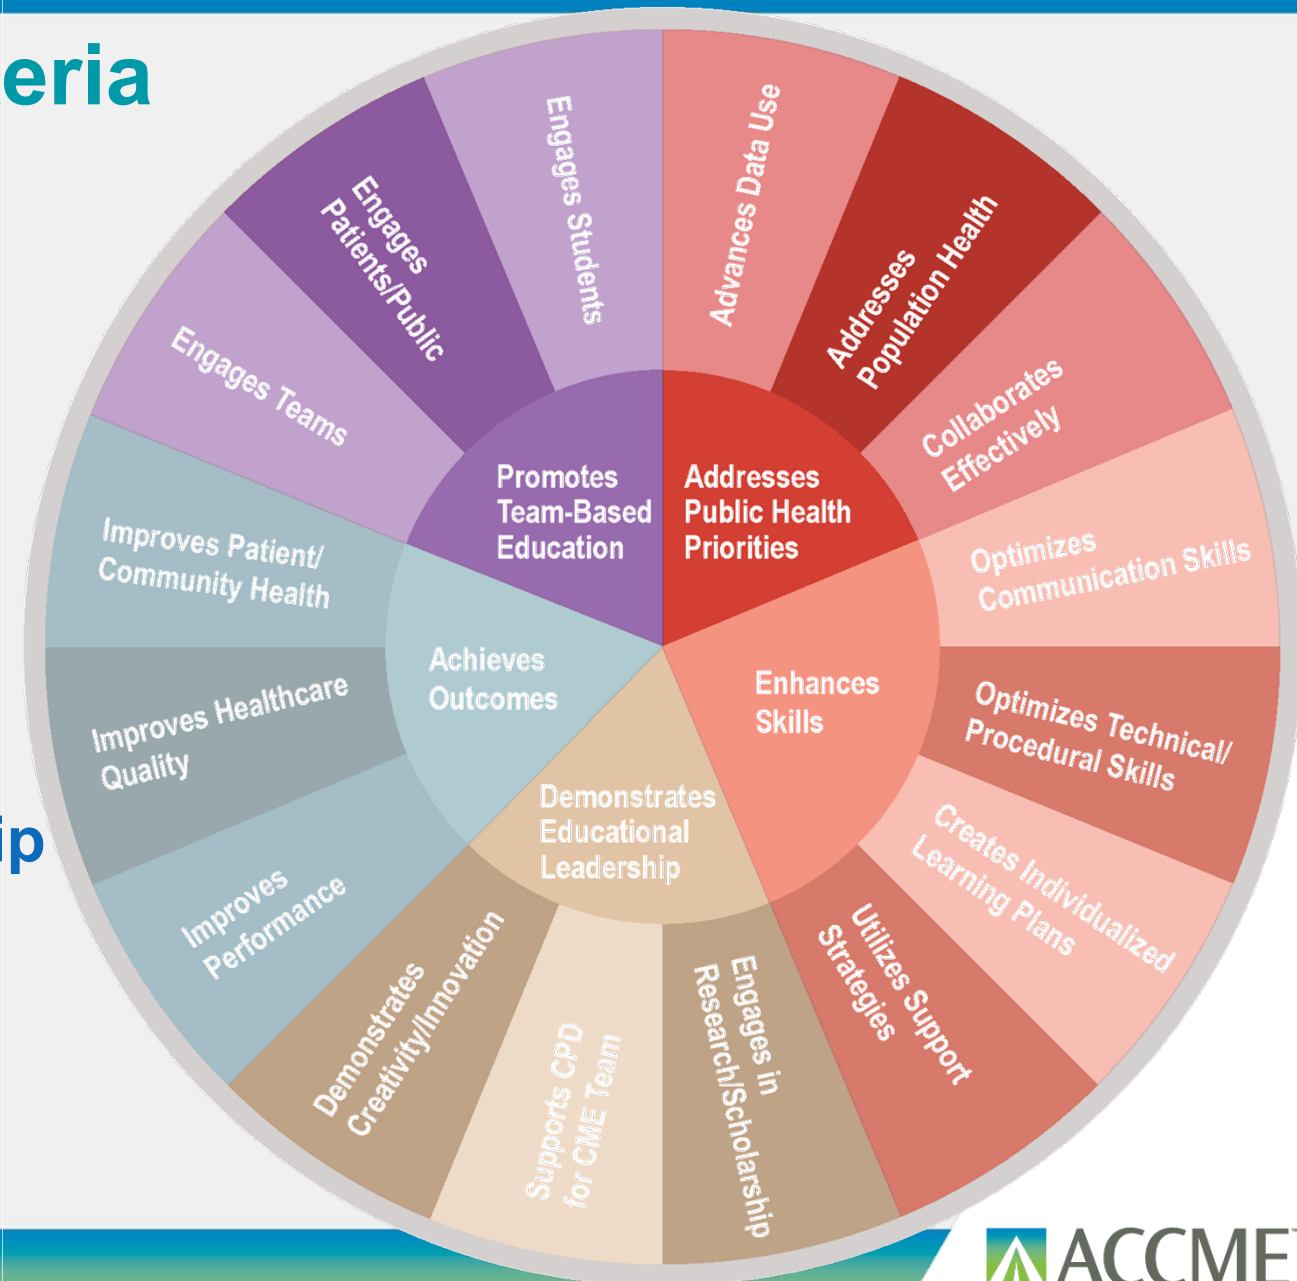 eria
ip
Engages Students
Advances Data Use
Engages
Patients/Public
Addresses
Population Health
Engages Teams
Collaborates
Effectively
Promotes
Team-Based
Education
Addresses
Public Health
Priorities
Improves Patient/
Community Health
Optimizes
Communication Skills
Achieves
Outcomes
Enhances
Skills
Improves Healthcare
Quality
Optimizes Technical/
Procedural Skills
Demonstrates
Educational
Leadership
Creates Individualized
Learning Plans
Improves
Performance
Utilizes Support
Strategies
Demonstrates
Creativity/Innovation
Supports CPD
for CME Team
Engages in
Research/Scholarship
ACCME